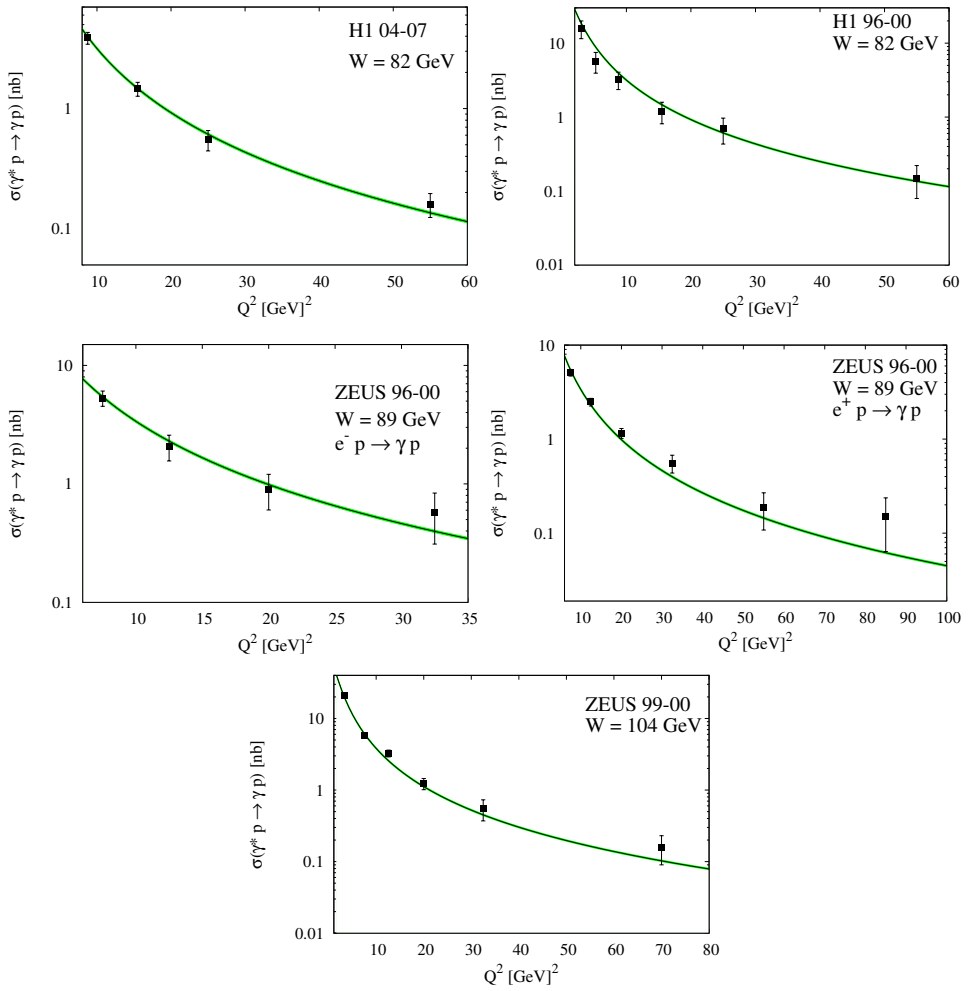 H1 04-07
W = 82 GeV
σ(γ* p → γ p) [nb]
1
0.1
10 20 30 40 50 60
Q^2 [GeV]^2
H1 96-00
W = 82 GeV
σ(γ* p → γ p) [nb]
10
1
0.1
0.01
10 20 30 40 50 60
Q^2 [GeV]^2
ZEUS 96-00
W = 89 GeV
e^- p → γ p
σ(γ* p → γ p) [nb]
10
1
0.1
10 15 20 25 30 35
Q^2 [GeV]^2
ZEUS 96-00
W = 89 GeV
e^+ p → γ p
σ(γ* p → γ p) [nb]
10
1
0.1
10 20 30 40 50 60 70 80 90 100
Q^2 [GeV]^2
ZEUS 99-00
W = 104 GeV
σ(γ* p → γ p) [nb]
10
1
0.1
0.01
10 20 30 40 50 60 70 80
Q^2 [GeV]^2